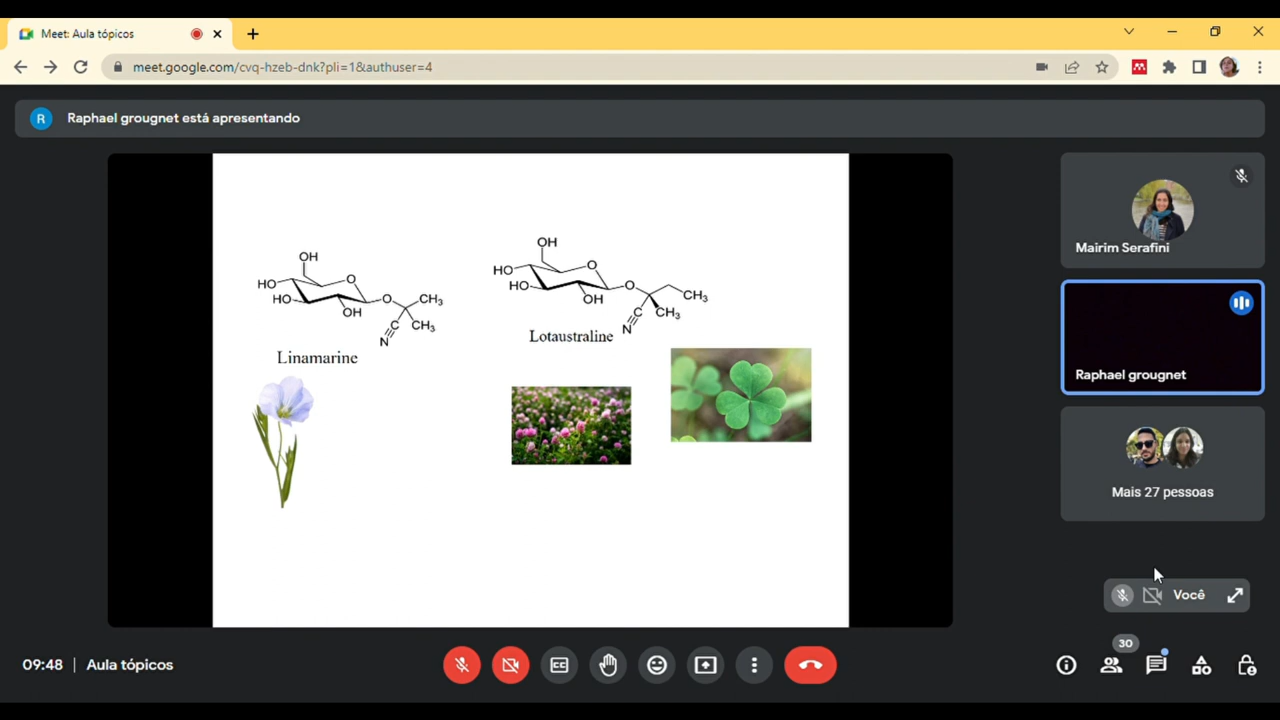 Meet: Aula tópicos
meet.google.com/cvq-hzeb-dnk?pli=1&authuser=4
R
Raphael grougnet está apresentando
OH
HO
O
HO
OH
O
CH3
CH3
N
Linamarine
OH
HO
O
HO
OH
O
CH3
CH3
N
Lotaustraline
Mairim Serafini
Raphael grougnet
Mais 27 pessoas
Você
09:48 | Aula tópicos
30